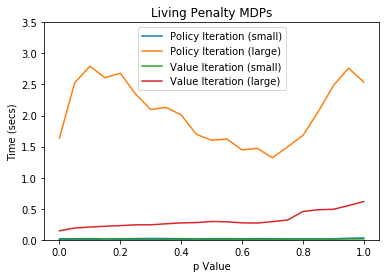 Living Penalty MDPs
3.5
3.0
2.5
2.0
1.5
1.0
0.5
0.0
Time (secs)
Policy Iteration (small)
Policy Iteration (large)
Value Iteration (small)
Value Iteration (large)
0.0 0.2 0.4 0.6 0.8 1.0
p Value